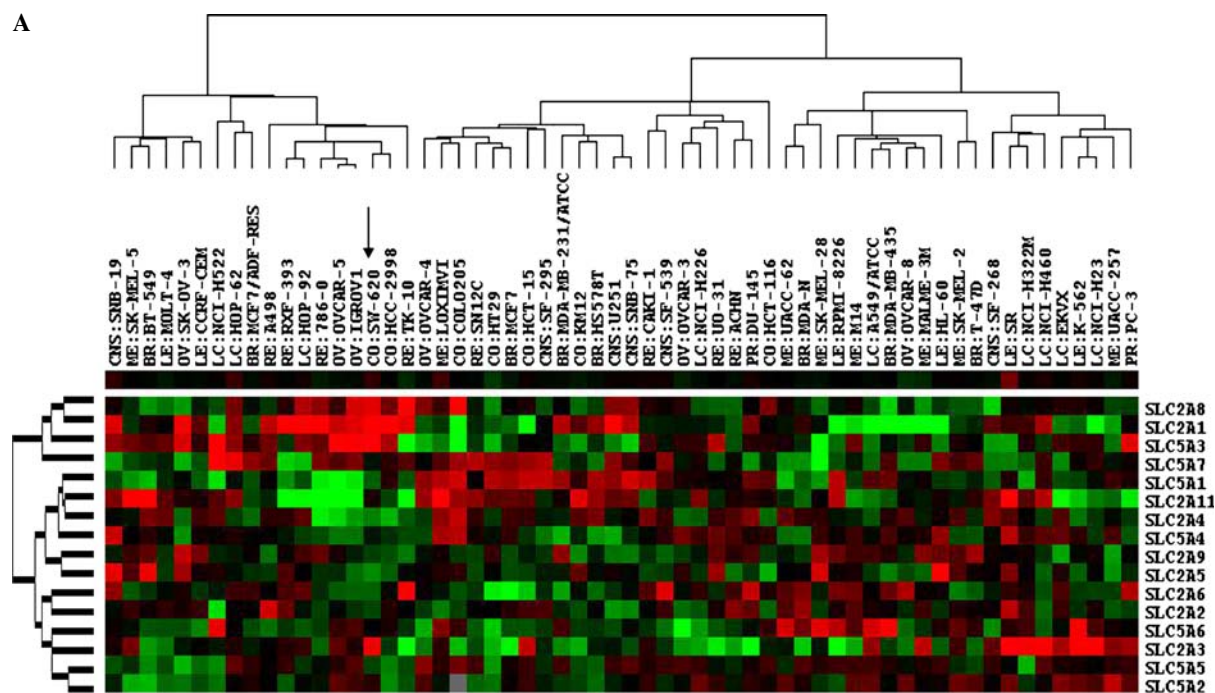 A
CNS:SNB-19
ME:SK-MEL-5
BR:BT-549
LE:MOLT-4
OV:SK-OV-3
LE:CCRF-CEM
LC:NCI-H522
LC:HOP-62
BR:MCF7/ADF-RES
RE:A498
RE:RXF-393
LC:HOP-92
RE:786-0
OV:OVCAR-5
OV:IGROV1
CO:SW-620
CO:HCC-2998
RE:TK-10
OV:OVCAR-4
ME:LOXIMVI
CO:COLO205
RE:SN12C
CO:HT29
BR:MCF7
CO:HCT-15
CNS:SF-295
BR:MDA-MB-231/ATCC
CO:KM12
BR:HS578T
CNS:U251
CNS:SNB-75
RE:CAKI-1
CNS:SF-539
OV:OVCAR-3
LC:NCI-H226
RE:UO-31
RE:ACHN
PR:DU-145
CO:HCT-116
ME:UACC-62
BR:MDA-N
ME:SK-MEL-28
LE:RPMI-8226
ME:M14
LC:A549/ATCC
BR:MDA-MB-435
OV:OVCAR-8
ME:MALME-3M
LE:HL-60
ME:SK-MEL-2
BR:T-47D
CNS:SF-268
LE:SR
LC:NCI-H322M
LC:NCI-H460
LC:EKVX
LE:K-562
LC:NCI-H23
ME:UACC-257
PR:PC-3
SLC2A8
SLC2A1
SLC5A3
SLC5A7
SLC5A1
SLC2A11
SLC2A4
SLC5A4
SLC2A9
SLC2A5
SLC2A6
SLC2A2
SLC5A6
SLC2A3
SLC5A5
SLC5A2